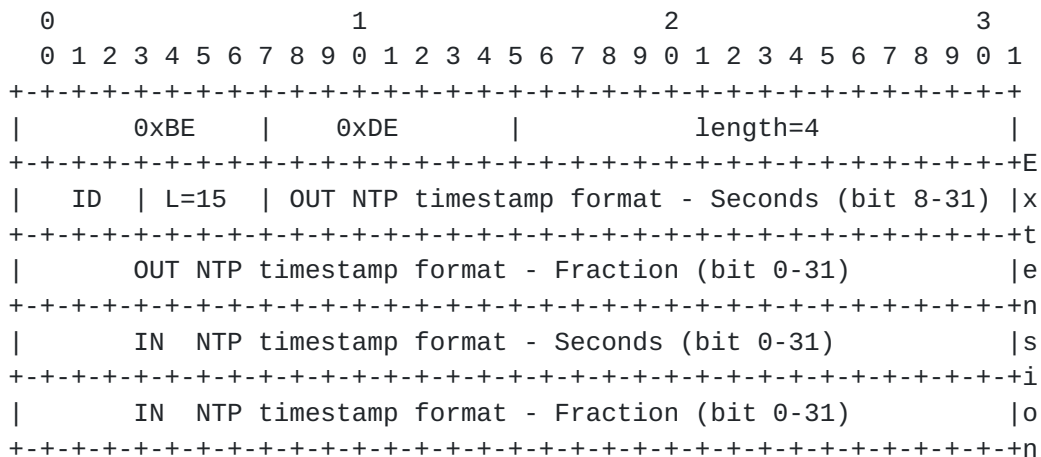 0                   1                   2                   3
 0 1 2 3 4 5 6 7 8 9 0 1 2 3 4 5 6 7 8 9 0 1 2 3 4 5 6 7 8 9 0 1
+-+-+-+-+-+-+-+-+-+-+-+-+-+-+-+-+-+-+-+-+-+-+-+-+-+-+-+-+-+-+-+-+
|       0xBE    |    0xDE       |           length=4            |
+-+-+-+-+-+-+-+-+-+-+-+-+-+-+-+-+-+-+-+-+-+-+-+-+-+-+-+-+-+-+-+-+E
|   ID  | L=15  | OUT NTP timestamp format - Seconds (bit 8-31) |x
+-+-+-+-+-+-+-+-+-+-+-+-+-+-+-+-+-+-+-+-+-+-+-+-+-+-+-+-+-+-+-+-+t
|       OUT NTP timestamp format - Fraction (bit 0-31)          |e
+-+-+-+-+-+-+-+-+-+-+-+-+-+-+-+-+-+-+-+-+-+-+-+-+-+-+-+-+-+-+-+-+n
|       IN  NTP timestamp format - Seconds (bit 0-31)           |s
+-+-+-+-+-+-+-+-+-+-+-+-+-+-+-+-+-+-+-+-+-+-+-+-+-+-+-+-+-+-+-+-+i
|       IN  NTP timestamp format - Fraction (bit 0-31)          |o
+-+-+-+-+-+-+-+-+-+-+-+-+-+-+-+-+-+-+-+-+-+-+-+-+-+-+-+-+-+-+-+-+n